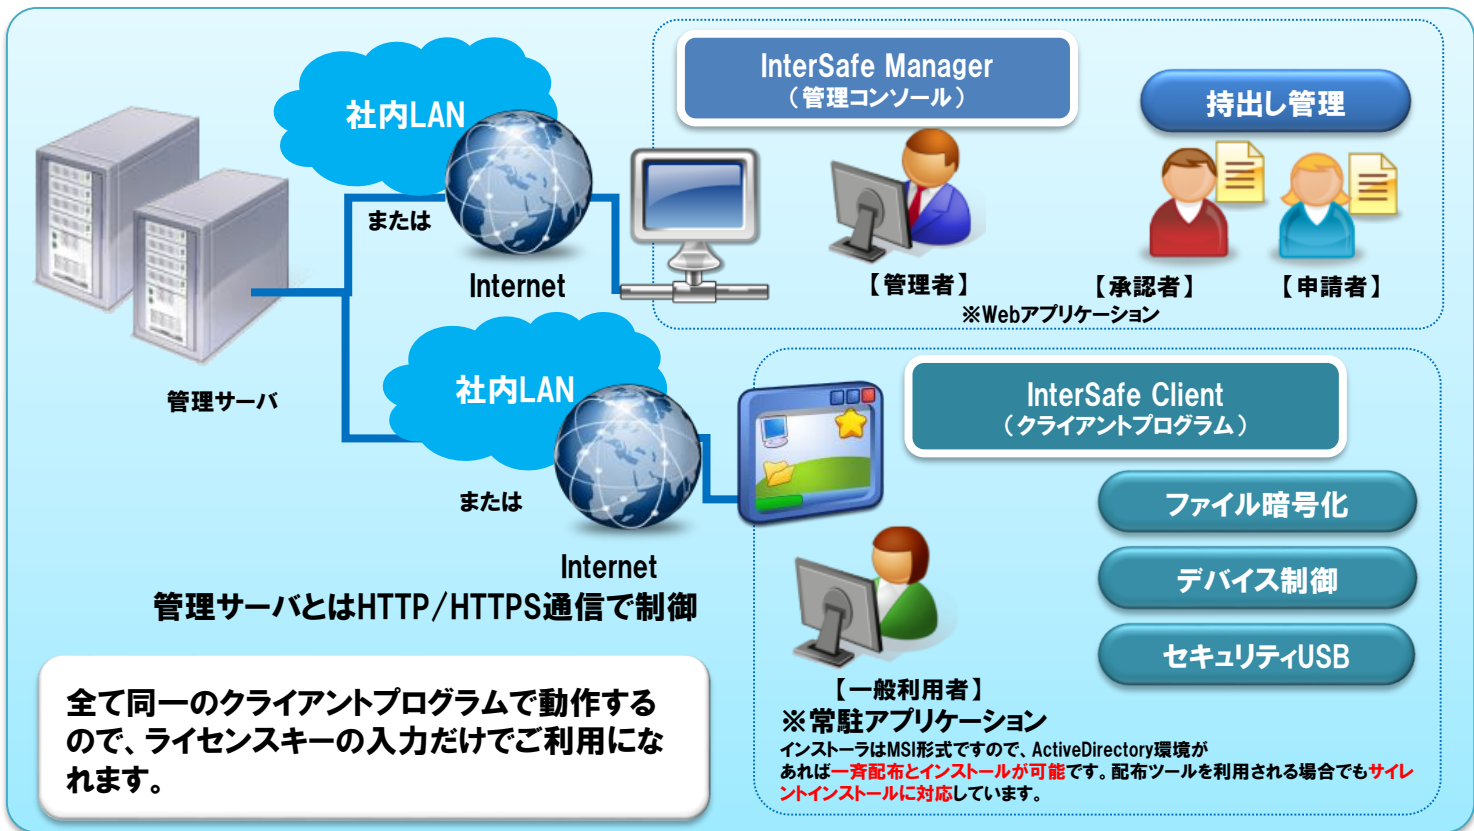 InterSafe Manager
（管理コンソール）
持出し管理
社内LAN
または
Internet
【管理者】
【承認者】
【申請者】
※Webアプリケーション
管理サーバ
社内LAN
または
Internet
InterSafe Client
（クライアントプログラム）
ファイル暗号化
デバイス制御
セキュリティUSB
管理サーバとはHTTP/HTTPS通信で制御
全て同一のクライアントプログラムで動作する
ので、ライセンスキーの入力だけでご利用にな
れます。
【一般利用者】
※常駐アプリケーション
インストーラはMSI形式ですので、ActiveDirectory環境が
あれば一斉配布とインストールが可能です。配布ツールを利用される場合でもサイレ
ントインストールに対応しています。